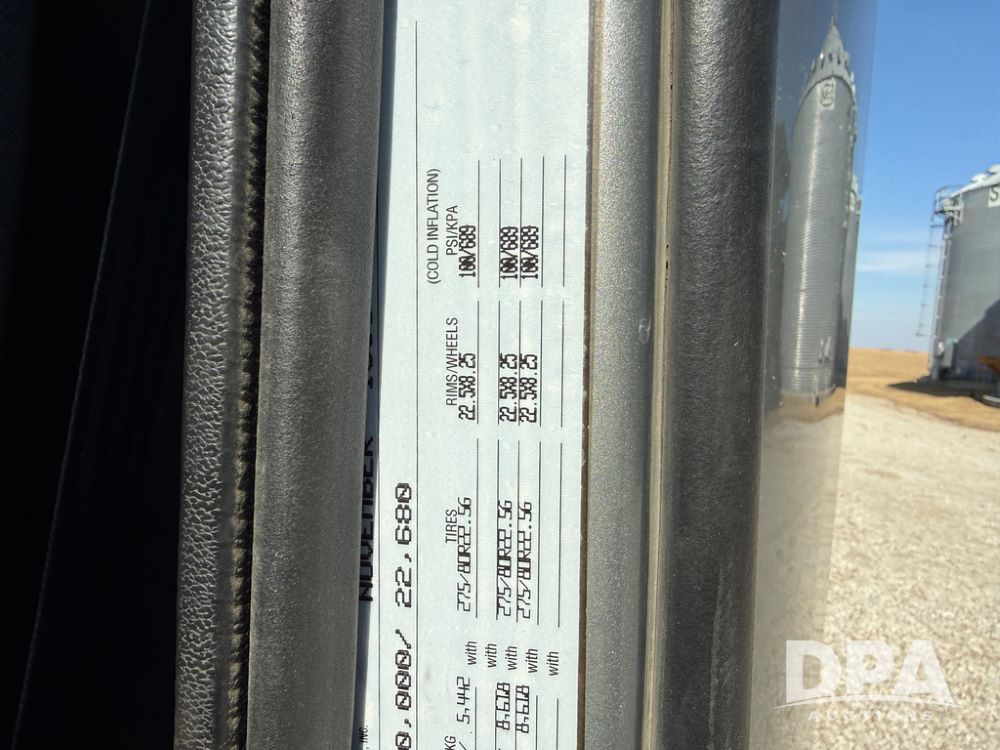 NOVEMBER
, INC.
0,000/ 22,680
(COLD INFLATION)
KG TIRES RIMS/WHEELS PSI/KPA
/ 5,442 with 275/80R22.5G 22.5X8.25 100/689
with
/ 8,618 with 275/80R22.5G 22.5X8.25 100/689
8,618 with 275/80R22.5G 22.5X8.25 100/689
with
DPA
AUCTIONS